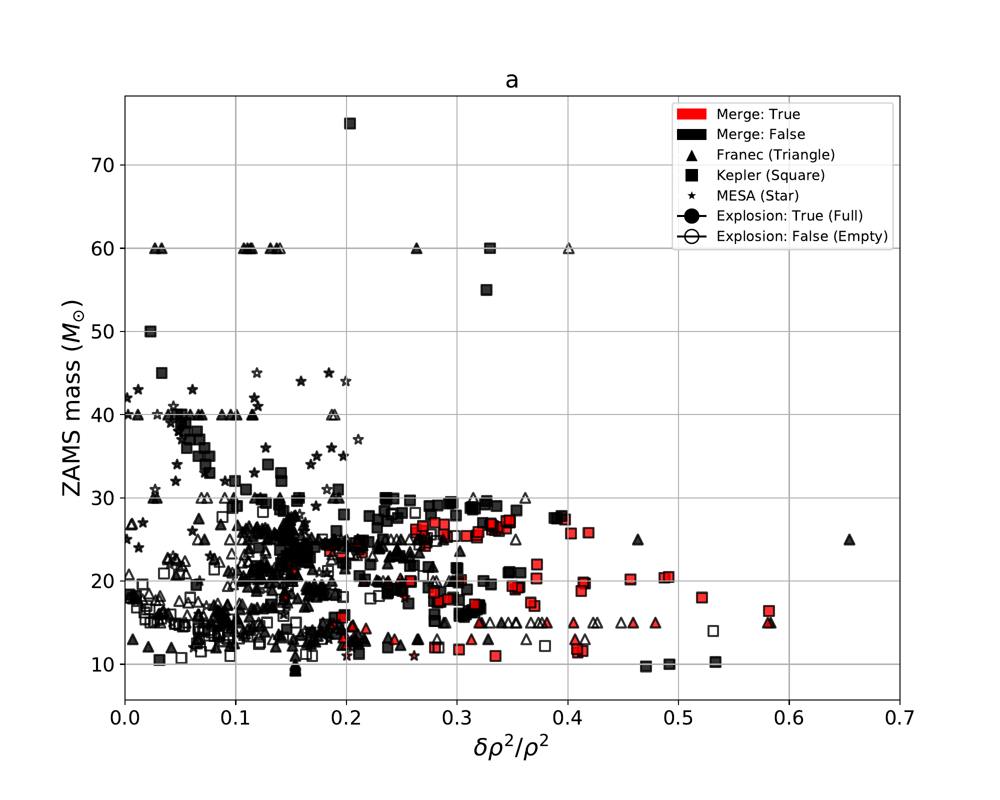 a
Merge: True
Merge: False
Franec (Triangle)
Kepler (Square)
MESA (Star)
Explosion: True (Full)
Explosion: False (Empty)
70
60
50
40
30
20
10
ZAMS mass (M⊙)
0.0 0.1 0.2 0.3 0.4 0.5 0.6 0.7
δρ²/ρ²